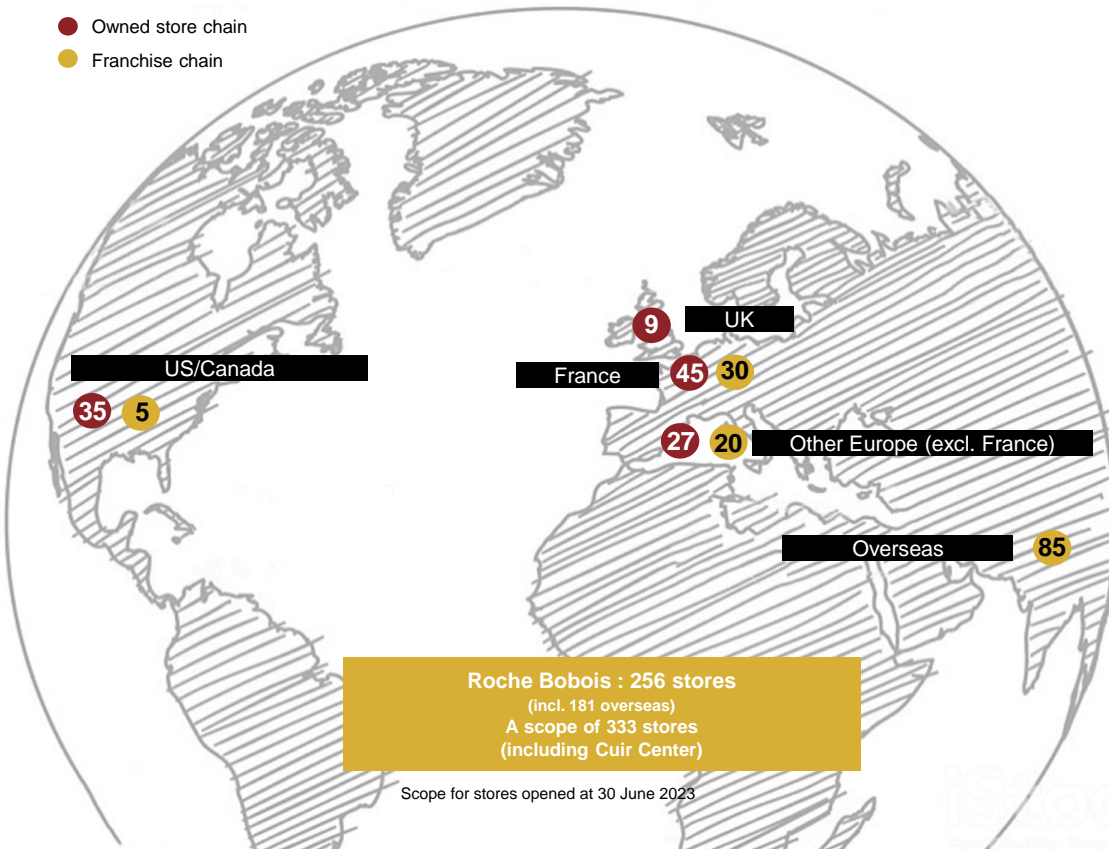 Owned store chain
Franchise chain
9
UK
US/Canada
France
45
30
35
5
27
20
Other Europe (excl. France)
Overseas
85
Roche Bobois : 256 stores
(incl. 181 overseas)
A scope of 333 stores
(including Cuir Center)
Scope for stores opened at 30 June 2023